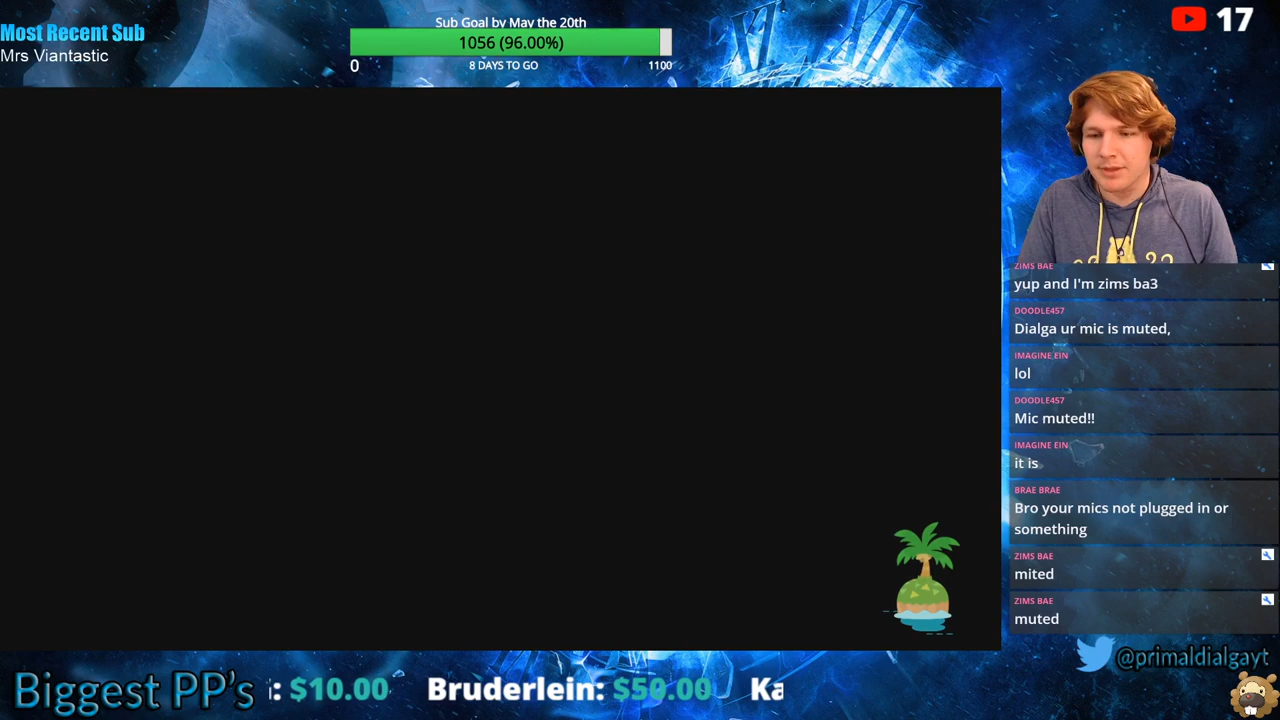 Most Recent Sub
Mrs Viantastic
Sub Goal by May the 20th
1056 (96.00%)
0
8 DAYS TO GO
1100
17
ZIMS BAE
yup and I'm zims ba3
DOODLE457
Dialga ur mic is muted,
IMAGINE EIN
lol
DOODLE457
Mic muted!!
IMAGINE EIN
it is
BRAE BRAE
Bro your mics not plugged in or
something
ZIMS BAE
mited
ZIMS BAE
muted
@primaldialgayt
Biggest PP's : $10.00 Bruderlein: $50.00 Ka